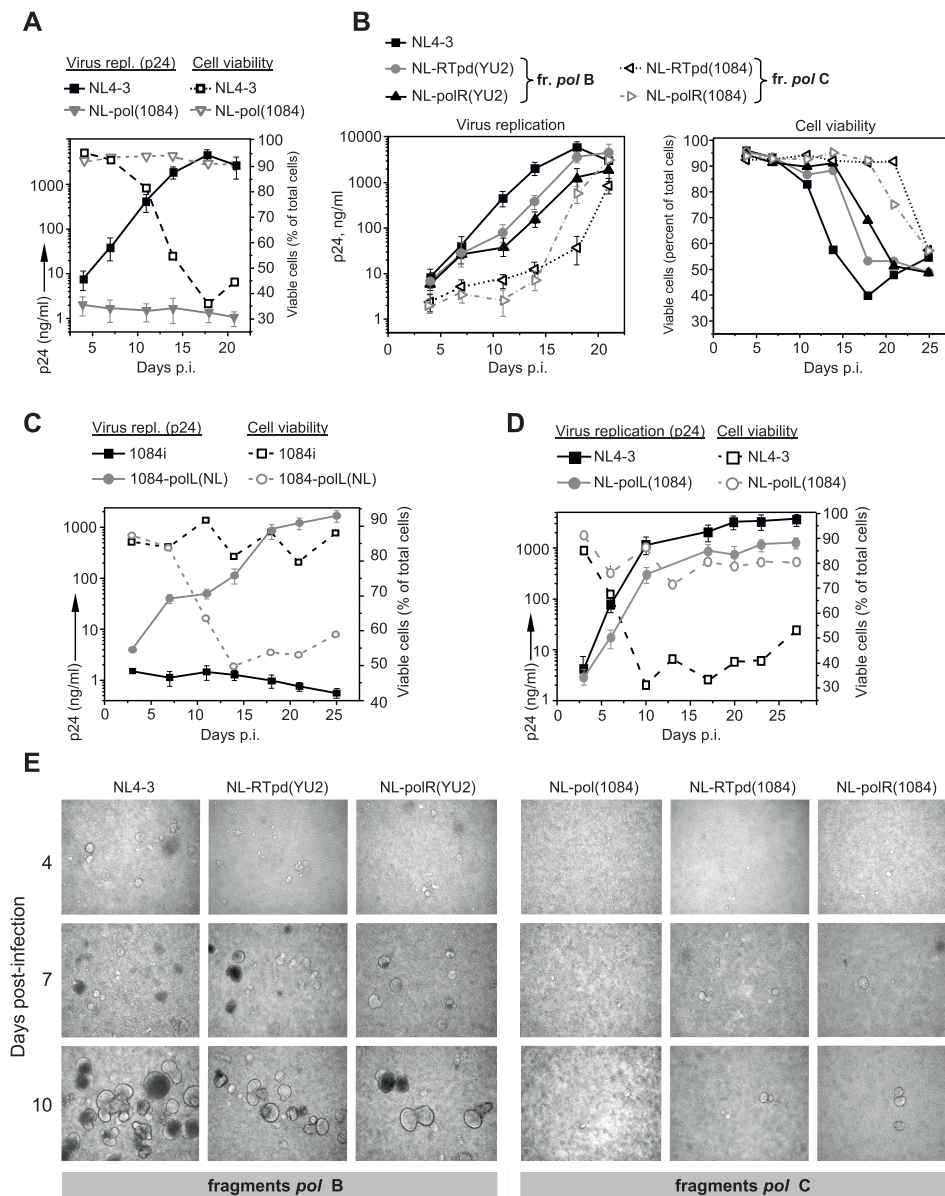 A
Virus repl. (p24) Cell viability
NL4-3 NL4-3
NL-pol(1084) NL-pol(1084)
p24 (ng/ml)
1000
100
10
1
100
90
80
70
60
50
40
30
Viable cells (% of total cells)
5 10 15 20
Days p.i.
B
NL4-3
NL-RTpd(YU2)
NL-polR(YU2)
fr. pol B
NL-RTpd(1084)
NL-polR(1084)
fr. pol C
Virus replication
p24, ng/ml
10000
1000
100
10
1
0 5 10 15 20
Days p.i.
Cell viability
Viable cells (percent of total cells)
100
90
80
70
60
50
40
30
0 5 10 15 20 25
Days p.i.
C
Virus repl. (p24) Cell viability
1084i 1084i
1084-polL(NL) 1084-polL(NL)
p24 (ng/ml)
1000
100
10
1
90
80
70
60
50
40
Viable cells (% of total cells)
0 5 10 15 20 25
Days p.i.
D
Virus replication (p24) Cell viability
NL4-3 NL4-3
NL-polL(1084) NL-polL(1084)
p24 (ng/ml)
1000
100
10
1
100
90
80
70
60
50
40
30
Viable cells (% of total cells)
0 5 10 15 20 25
Days p.i.
E
NL4-3 NL-RTpd(YU2) NL-polR(YU2) NL-pol(1084) NL-RTpd(1084) NL-polR(1084)
Days post-infection
4
7
10
fragments pol B fragments pol C